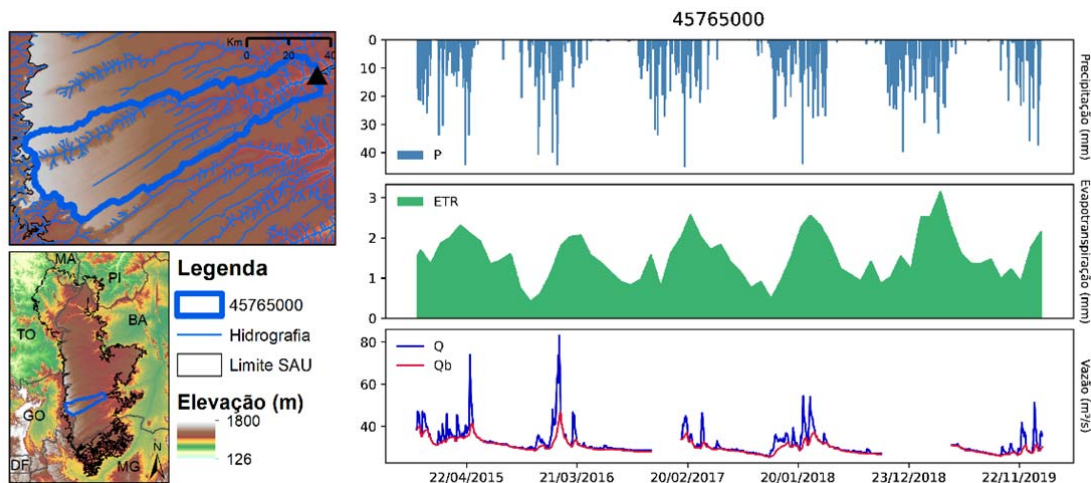 45765000
Km
0 20 40
MA
PI
TO
BA
GO
DF
MG
N
Legenda
45765000
Hidrografia
Limite SAU
Elevação (m)
1800
126
0
10
20
30
40
P
Precipitação (mm)
3
2
1
0
ETR
Evapotranspiração (mm)
80
60
40
Q
Qb
Vazão (m³/s)
22/04/2015 21/03/2016 20/02/2017 20/01/2018 23/12/2018 22/11/2019